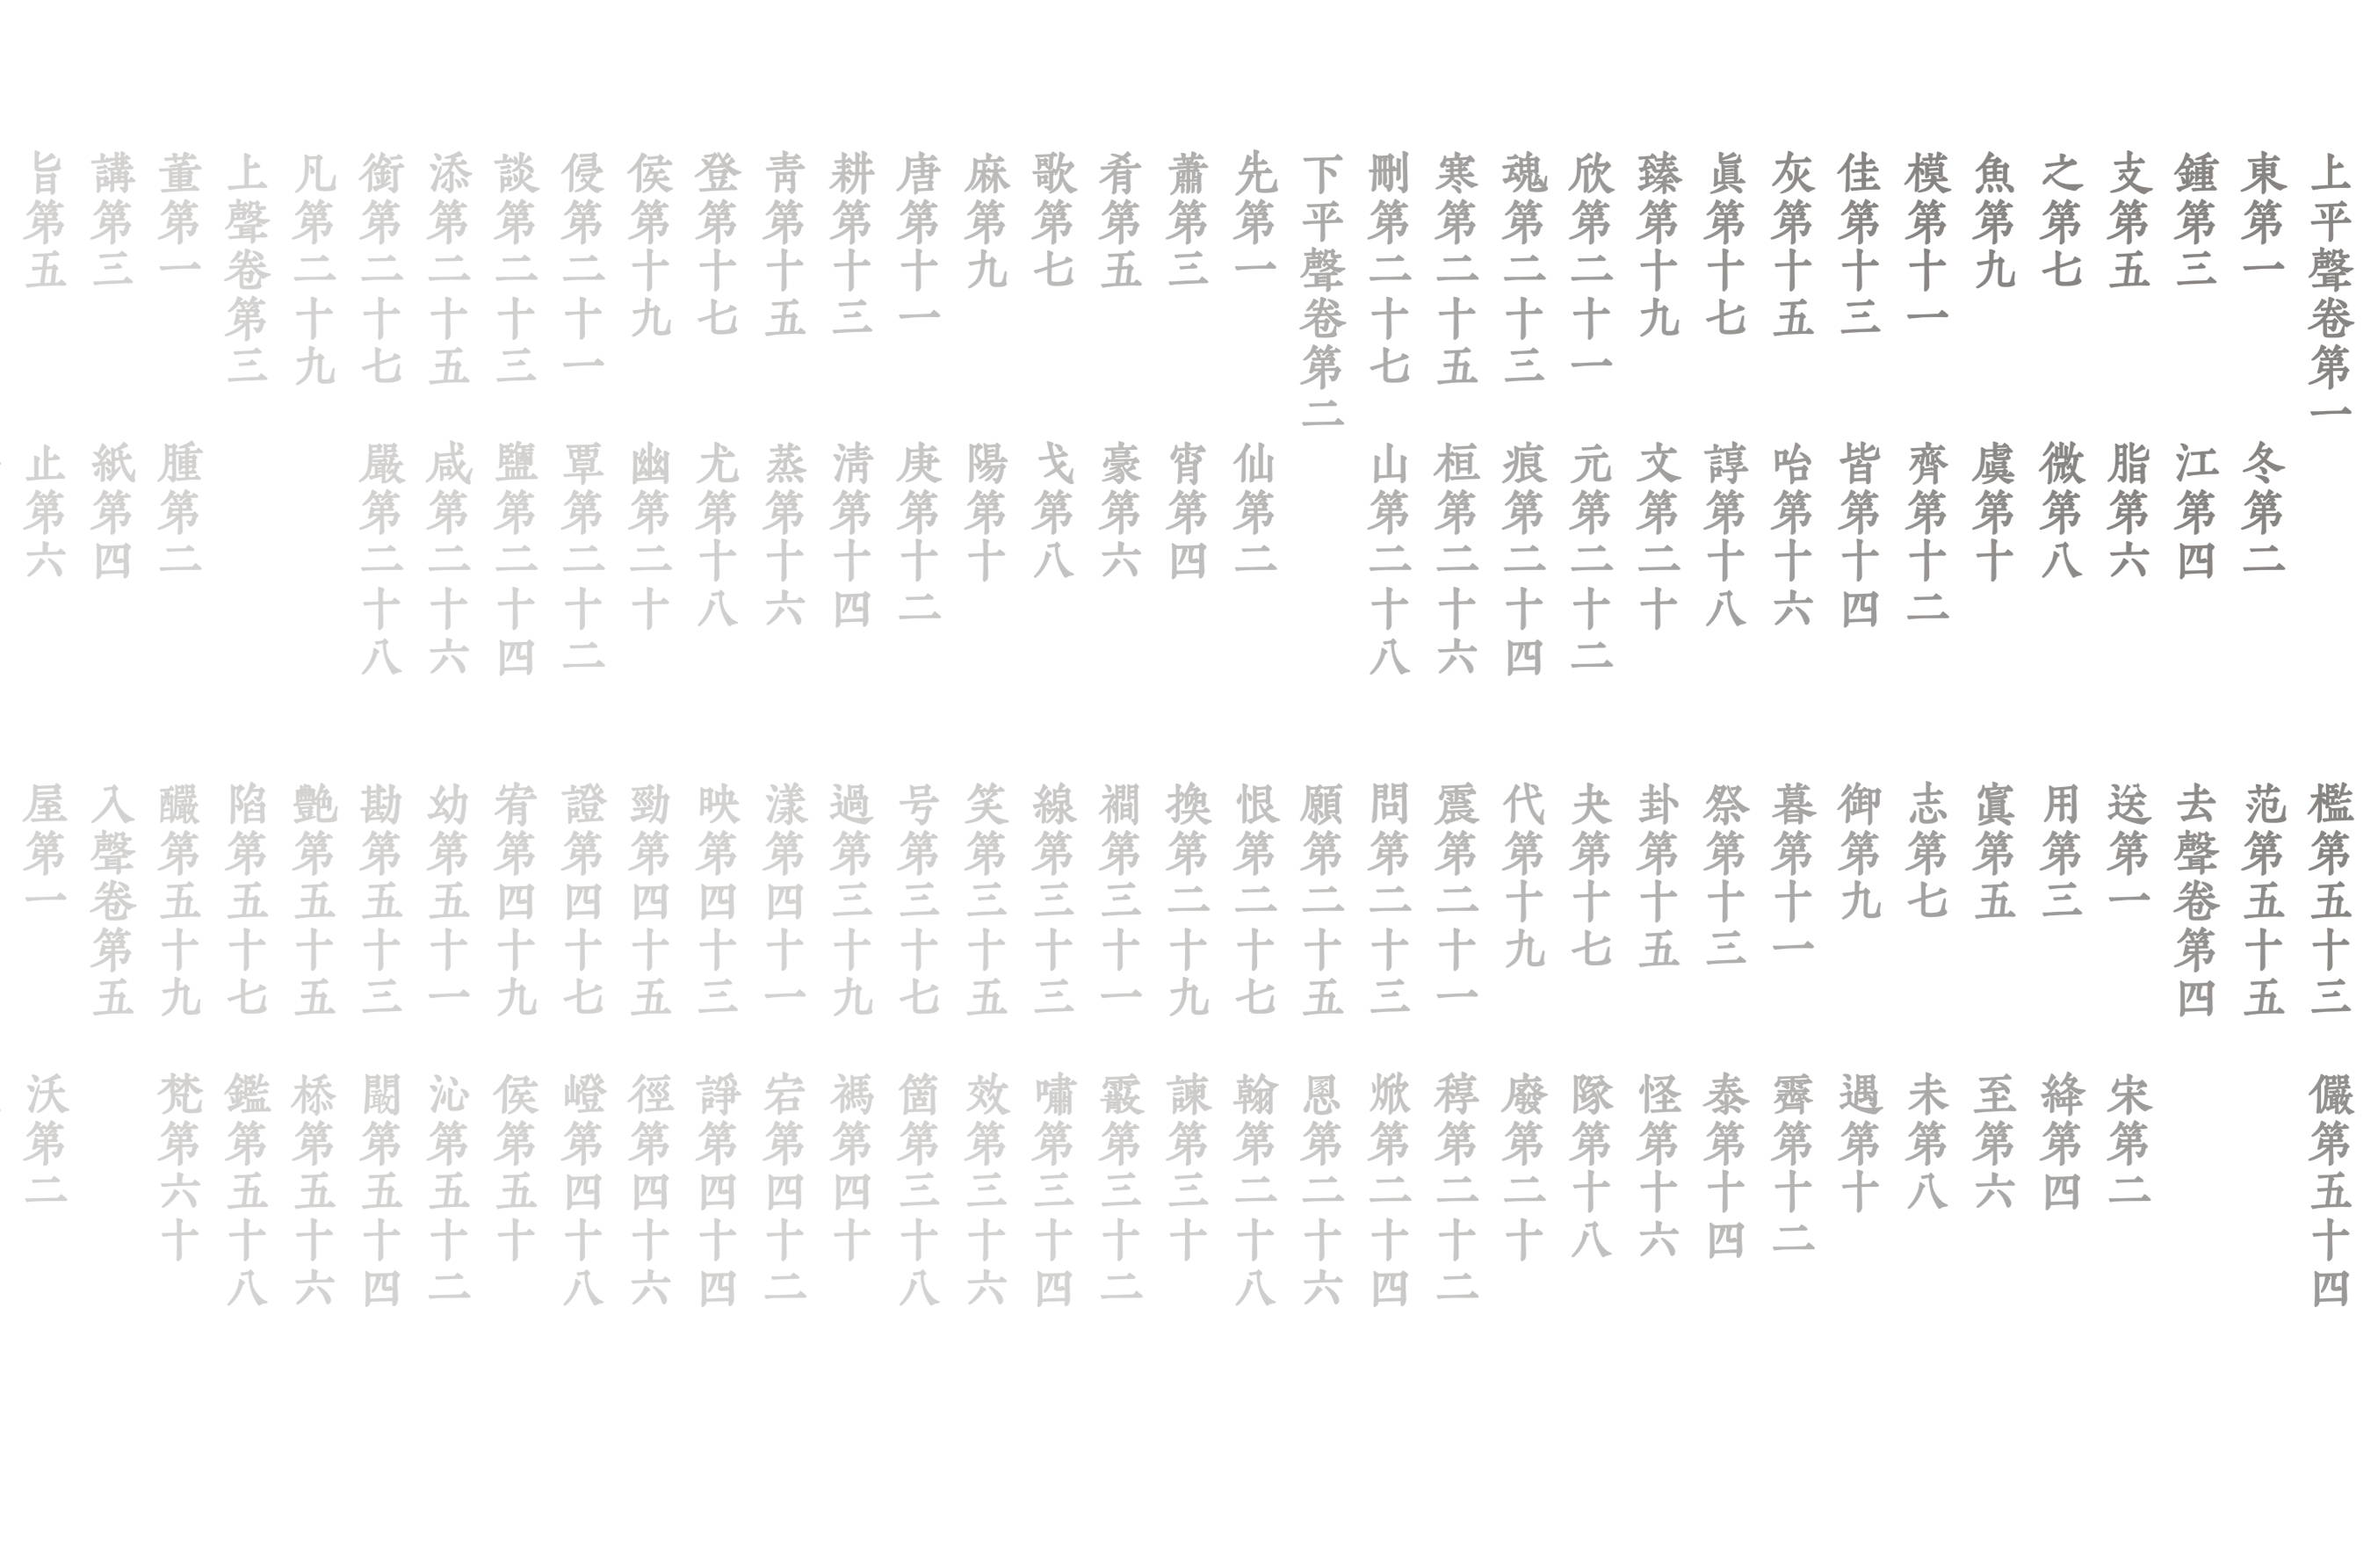 上平聲卷第一
東第一 冬第二
鍾第三 江第四
支第五 脂第六
之第七 微第八
魚第九 虞第十
模第十一 齊第十二
佳第十三 皆第十四
灰第十五 咍第十六
眞第十七 諄第十八
臻第十九 文第二十
欣第二十一 元第二十二
魂第二十三 痕第二十四
寒第二十五 桓第二十六
刪第二十七 山第二十八
下平聲卷第二
先第一 仙第二
蕭第三 宵第四
肴第五 豪第六
歌第七 戈第八
麻第九 陽第十
唐第十一 庚第十二
耕第十三 清第十四
青第十五 蒸第十六
登第十七 尤第十八
侯第十九 幽第二十
侵第二十一 覃第二十二
談第二十三 鹽第二十四
添第二十五 咸第二十六
銜第二十七 嚴第二十八
凡第二十九
上聲卷第三
董第一 腫第二
講第三 紙第四
旨第五 止第六
檻第五十三 儼第五十四
范第五十五
去聲卷第四
送第一 宋第二
用第三 絳第四
寘第五 至第六
志第七 未第八
御第九 遇第十
暮第十一 霽第十二
祭第十三 泰第十四
卦第十五 怪第十六
夬第十七 隊第十八
代第十九 廢第二十
震第二十一 稕第二十二
問第二十三 焮第二十四
願第二十五 慁第二十六
恨第二十七 翰第二十八
換第二十九 諫第三十
襉第三十一 霰第三十二
線第三十三 嘯第三十四
笑第三十五 效第三十六
号第三十七 箇第三十八
過第三十九 禡第四十
漾第四十一 宕第四十二
映第四十三 諍第四十四
勁第四十五 徑第四十六
證第四十七 嶝第四十八
宥第四十九 候第五十
幼第五十一 沁第五十二
勘第五十三 闞第五十四
艷第五十五 㮇第五十六
陷第五十七 鑑第五十八
釅第五十九 梵第六十
入聲卷第五
屋第一 沃第二